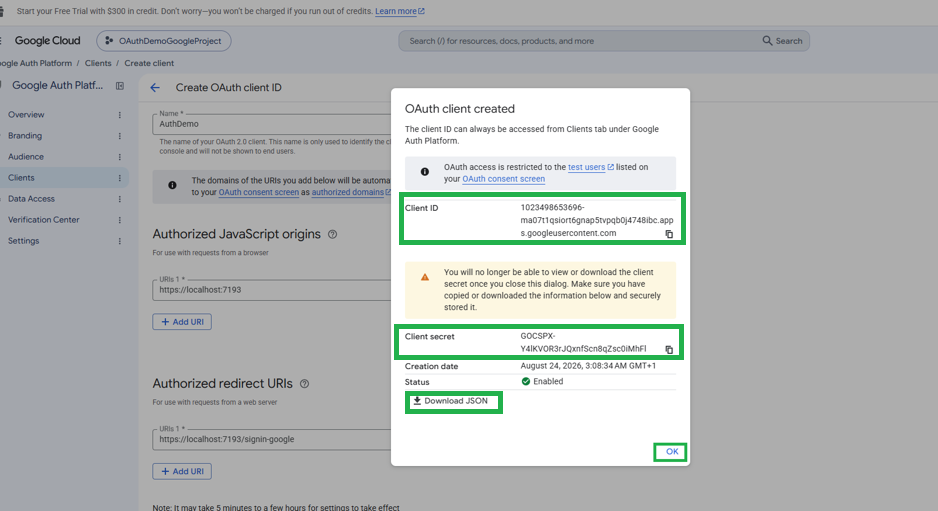 Start your Free Trial with $300 in credit. Don't worry—you won't be charged if you run out of credits. Learn more
Google Cloud
OAuthDemoGoogleProject
Search (/) for resources, docs, products, and more
Search
oogle Auth Platform / Clients / Create client
Google Auth Platf...
Overview
Branding
Audience
Clients
Data Access
Verification Center
Settings
Create OAuth client ID
Name *
AuthDemo
The name of your OAuth 2.0 client. This name is only used to identify the cl
console and will not be shown to end users.
The domains of the URIs you add below will be automa
to your OAuth consent screen as authorized domains
Authorized JavaScript origins
For use with requests from a browser
URIs 1 *
https://localhost:7193
+ Add URI
Authorized redirect URIs
For use with requests from a web server
URIs 1 *
https://localhost:7193/signin-google
+ Add URI
Note: It may take 5 minutes to a few hours for settings to take effect
OAuth client created
The client ID can always be accessed from Clients tab under Google
Auth Platform.
OAuth access is restricted to the test users listed on
your OAuth consent screen
Client ID
1023498653696-
ma07t1qsiort6gnap5tvpqb0j4748ibc.app
s.googleusercontent.com
You will no longer be able to view or download the client
secret once you close this dialog. Make sure you have
copied or downloaded the information below and securely
stored it.
Client secret
GOCSPX-
Y4lKVOR3rJQxnfScn8qZsc0iMhFl
Creation date
August 24, 2026, 3:08:34 AM GMT+1
Status
Enabled
Download JSON
OK